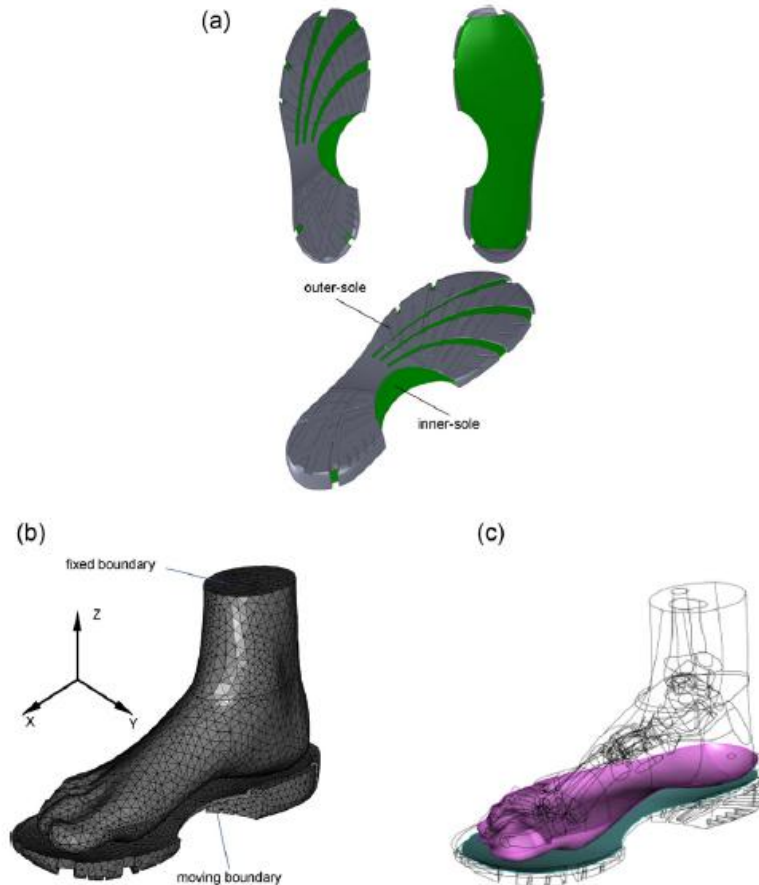 (a)
outer-sole
inner-sole
(b)
fixed boundary
Z
X
Y
moving boundary
(c)